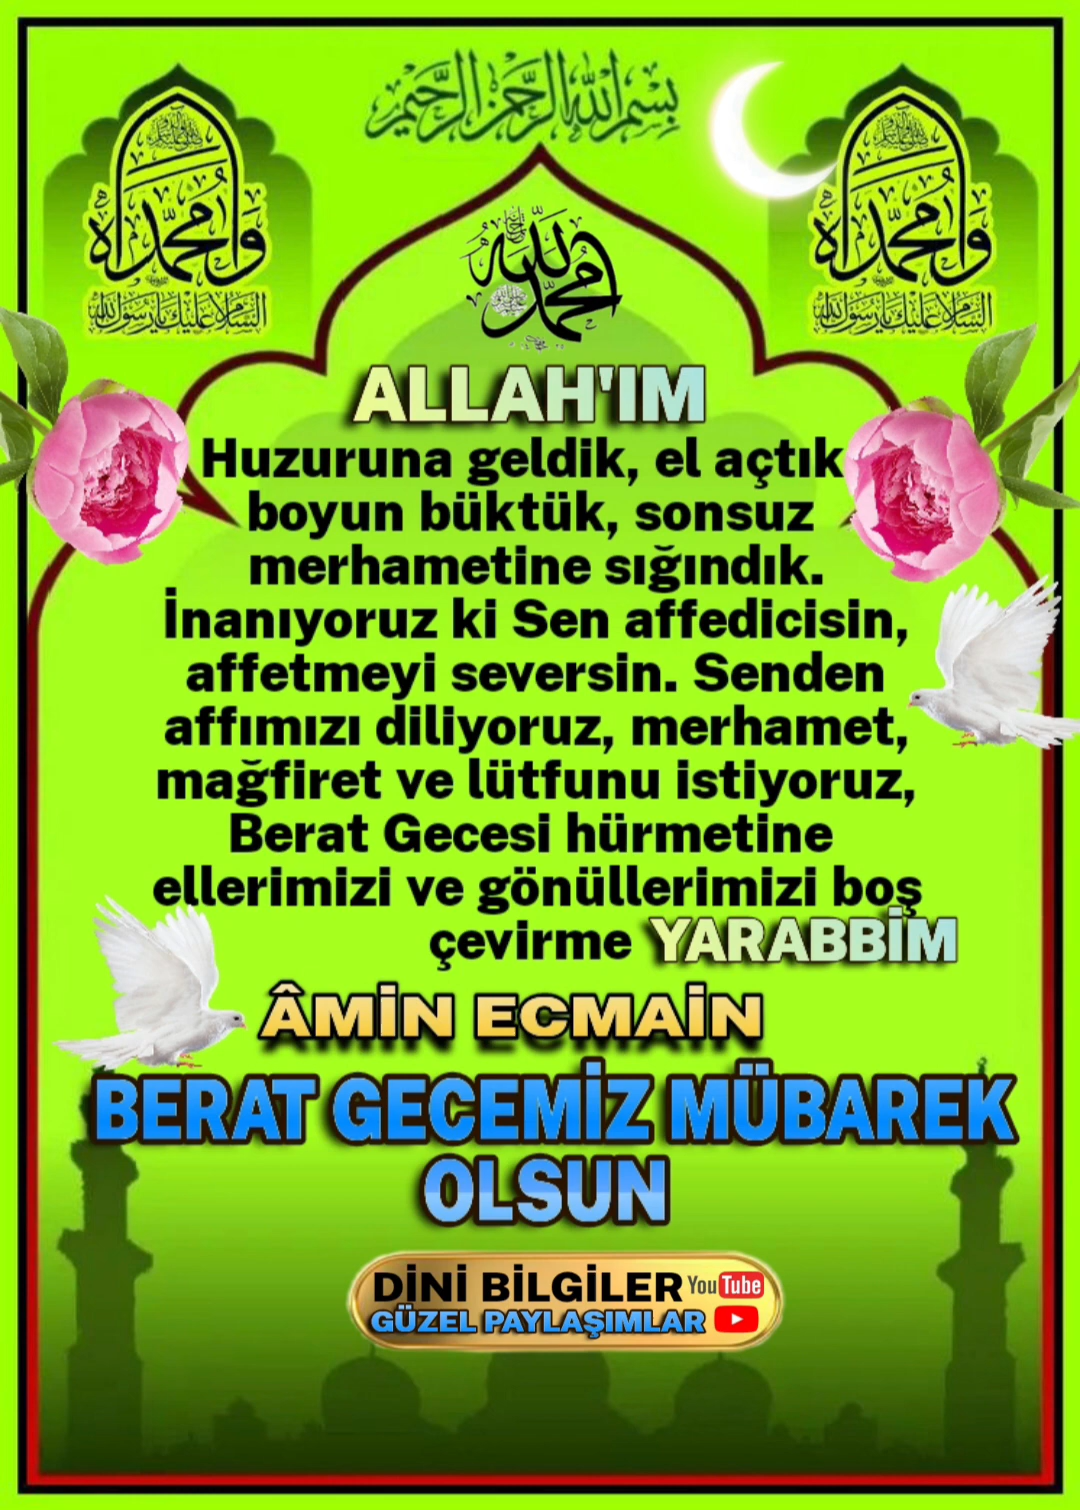 بسم الله الرحمن الرحيم
وا محمداه
السلام عليك يا رسول الله
وا محمداه
السلام عليك يا رسول الله
الله
محمد
ALLAH'IM
Huzuruna geldik, el açtık
boyun büktük, sonsuz
merhametine sığındık.
İnanıyoruz ki Sen affedicisin,
affetmeyi seversin. Senden
affımızı diliyoruz, merhamet,
mağfiret ve lütfunu istiyoruz,
Berat Gecesi hürmetine
ellerimizi ve gönüllerimizi boş
çevirme YARABBİM
ÂMİN ECMAİN
BERAT GECEMİZ MÜBAREK
OLSUN
DİNİ BİLGİLER YouTube
GÜZEL PAYLAŞIMLAR